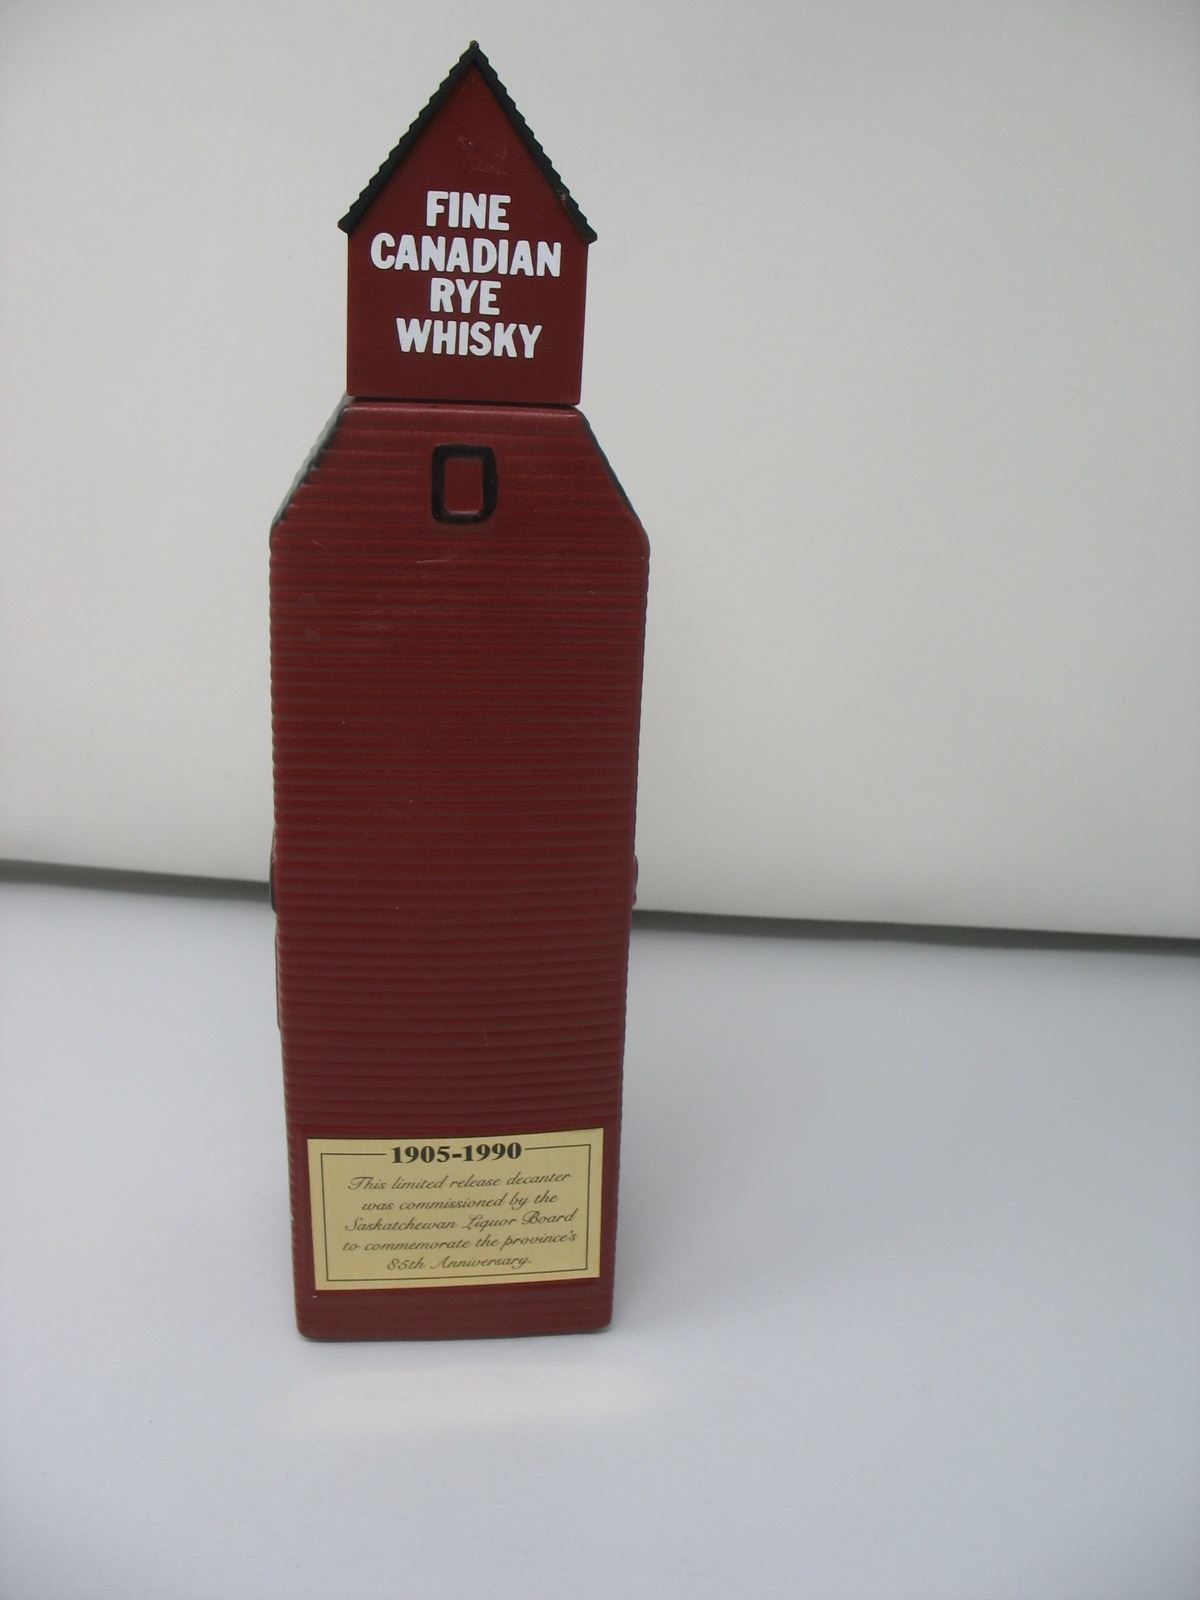 FINE
CANADIAN
RYE
WHISKY
1905-1990
This limited release decanter
was commissioned by the
Saskatchewan Liquor Board
to commemorate the province's
85th Anniversary.